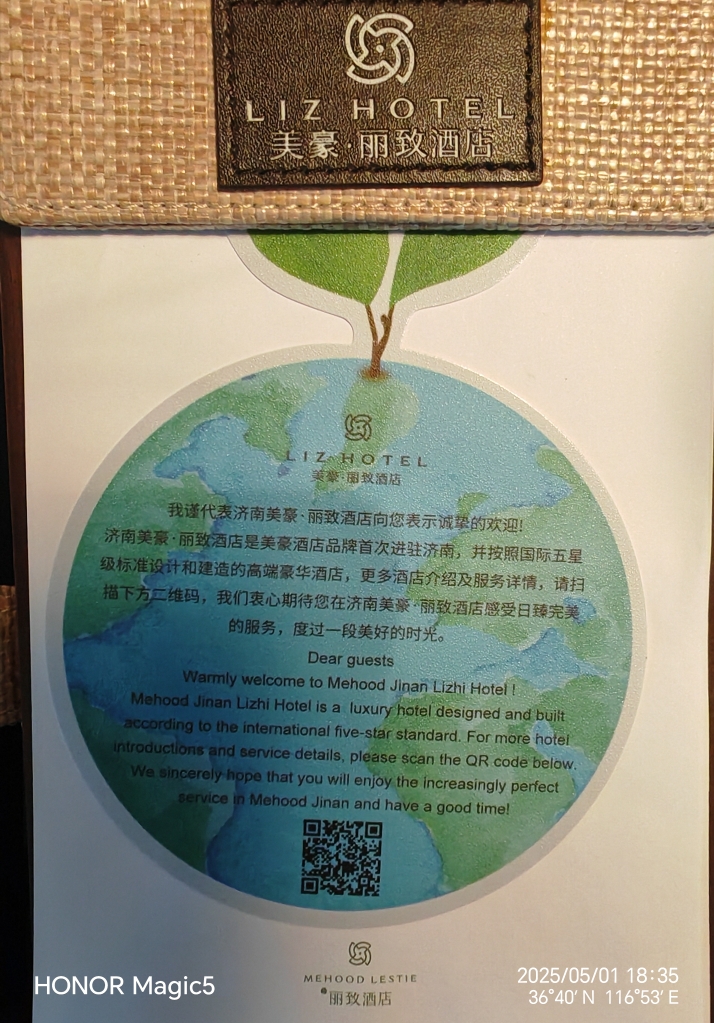 LIZ HOTEL
美豪·丽致酒店
LIZ HOTEL
美豪·丽致酒店
我谨代表济南美豪·丽致酒店向您表示诚挚的欢迎!
济南美豪·丽致酒店是美豪酒店品牌首次进驻济南，并按照国际五星
级标准设计和建造的高端豪华酒店，更多酒店介绍及服务详情，请扫
描下方二维码，我们衷心期待您在济南美豪·丽致酒店感受日臻完美
的服务，度过一段美好的时光。
Dear guests
Warmly welcome to Mehood Jinan Lizhi Hotel !
Mehood Jinan Lizhi Hotel is a luxury hotel designed and built
according to the international five-star standard. For more hotel
introductions and service details, please scan the QR code below.
We sincerely hope that you will enjoy the increasingly perfect
service in Mehood Jinan and have a good time!
MEHOOD LESTIE
丽致酒店
HONOR Magic5
2025/05/01 18:35
36°40′ N 116°53′ E